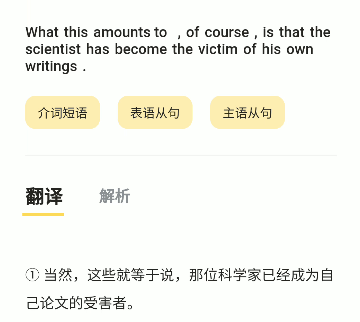 What this amounts to , of course , is that the
scientist has become the victim of his own
writings .
介词短语 表语从句 主语从句
翻译 解析
① 当然，这些就等于说，那位科学家已经成为自
己论文的受害者。